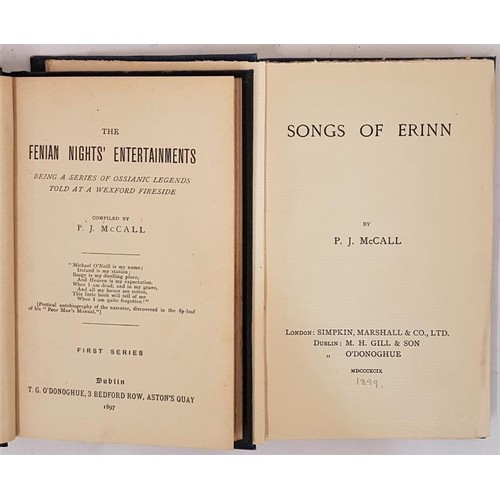 THE
FENIAN NIGHTS' ENTERTAINMENTS
BEING A SERIES OF OSSIANIC LEGENDS
TOLD AT A WEXFORD FIRESIDE
COMPILED BY
P. J. McCALL
"Michael O'Neil is my name;
Ireland is my station;
Bargy is my dwelling place,
And Heaven is my expectation.
When I am dead, and in my grave,
And all my bones are rotten,
This little book will tell of me
When I am quite forgotten!"
[Poetical autobiography of the narrator, discovered in the fly-leaf
of his "Poor Man's Manual."]
FIRST SERIES
Dublin
T. G. O'DONOGHUE, 3 BEDFORD ROW, ASTON'S QUAY
1897
SONGS OF ERINN
BY
P. J. McCALL
LONDON: SIMPKIN, MARSHALL & CO., LTD.
DUBLIN: M. H. GILL & SON
" O'DONOGHUE
MDCCCXCIX
1899.